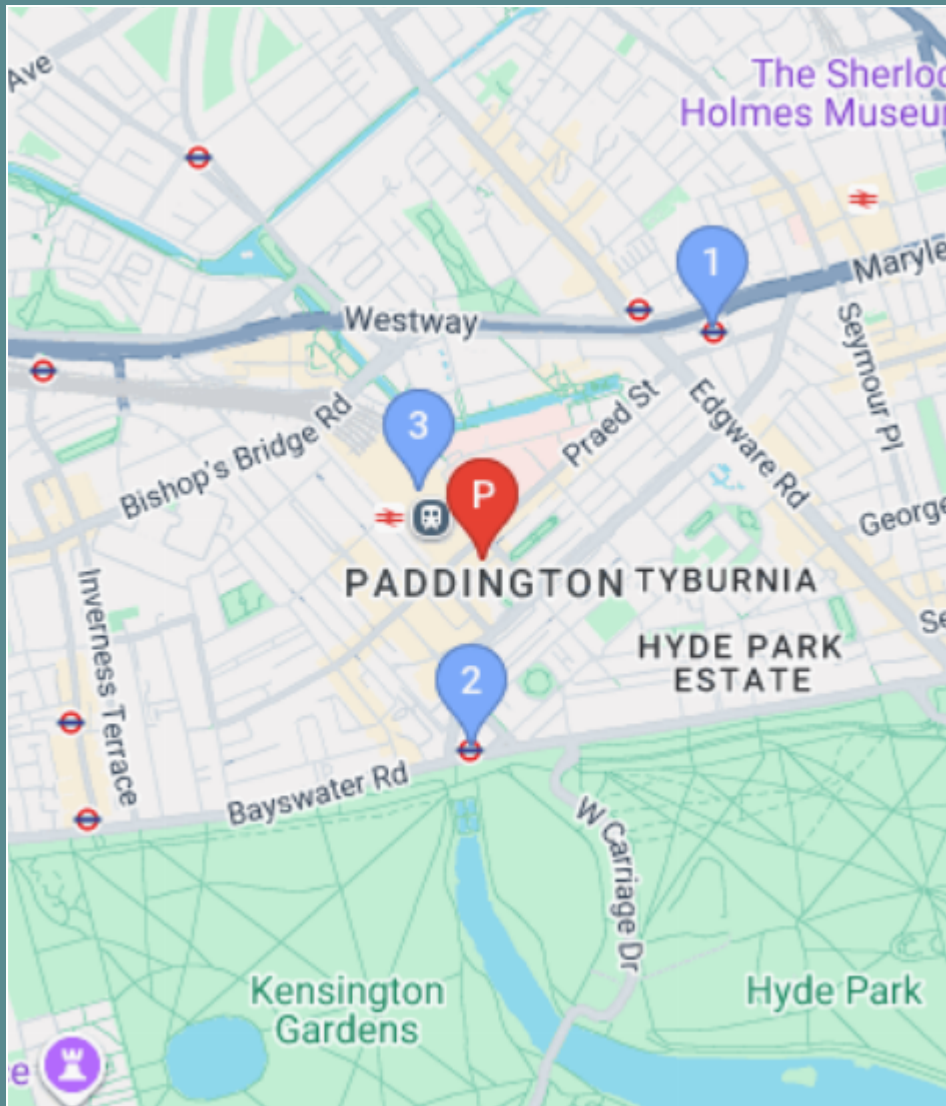 Ave
The Sherloc
Holmes Museum
1
Maryle
Westway
Seymour Pl
3
Praed St
Edgware Rd
Bishop's Bridge Rd
P
George
PADDINGTON
TYBURNIA
Inverness Terrace
Se
HYDE PARK
ESTATE
2
Bayswater Rd
W Carriage Dr
Kensington
Gardens
Hyde Park
e